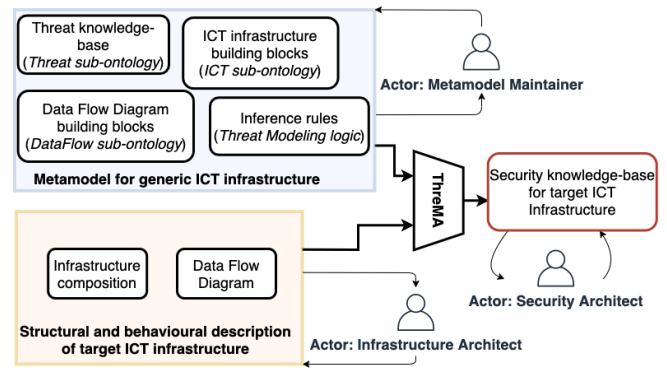 Threat knowledge-
base
(Threat sub-ontology)
ICT infrastructure
building blocks
(ICT sub-ontology)
Data Flow Diagram
building blocks
(DataFlow sub-ontology)
Inference rules
(Threat Modeling logic)
Metamodel for generic ICT infrastructure
Actor: Metamodel Maintainer
ThreMA
Security knowledge-base
for target ICT
Infrastructure
Actor: Security Architect
Infrastructure
composition
Data Flow
Diagram
Structural and behavioural description
of target ICT infrastructure
Actor: Infrastructure Architect